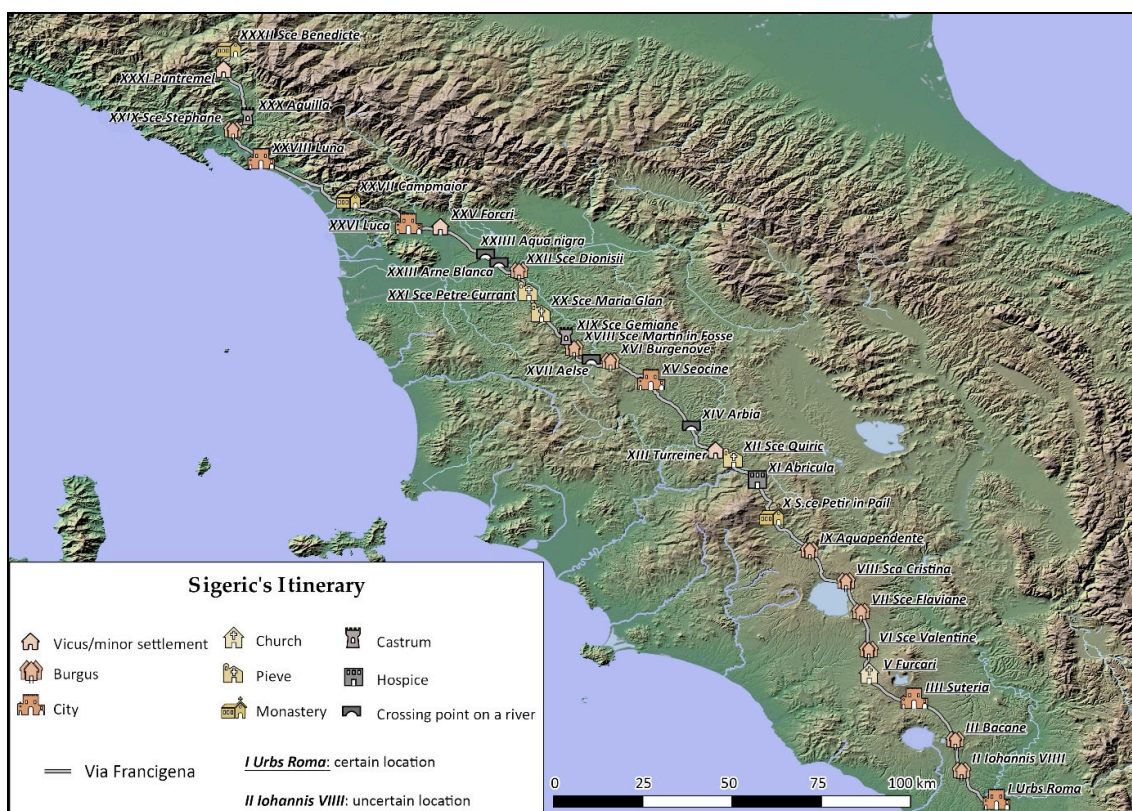 XXXII Sce Benedicte
XXXI Puntremel
XXX Aguilla
XXIX Sce Stephane
XXVIII Luna
XXVII Campmaior
XXVI Luca
XXV Forcri
XXIIII Aqua nigra
XXIII Arne Blanca
XXII Sce Dionisii
XXI Sce Petre Currant
XX Sce Maria Glan
XIX Sce Gemiane
XVIII Sce Martin in Fosse
XVII Aelse
XVI Burgenove
XV Seocine
XIV Arbia
XIII Turreiner
XII Sce Quiric
XI Abricula
X S.ce Petir in Pail
IX Aquapendente
VIII Sca Cristina
VII Sce Flaviane
VI Sce Valentine
V Furcari
IIII Suteria
III Bacane
II Iohannis VIIII
I Urbs Roma
Sigeric's Itinerary
Vicus/minor settlement
Burgus
City
Church
Pieve
Monastery
Castrum
Hospice
Crossing point on a river
Via Francigena
I Urbs Roma: certain location
II Iohannis VIIII: uncertain location
0 25 50 75 100 km